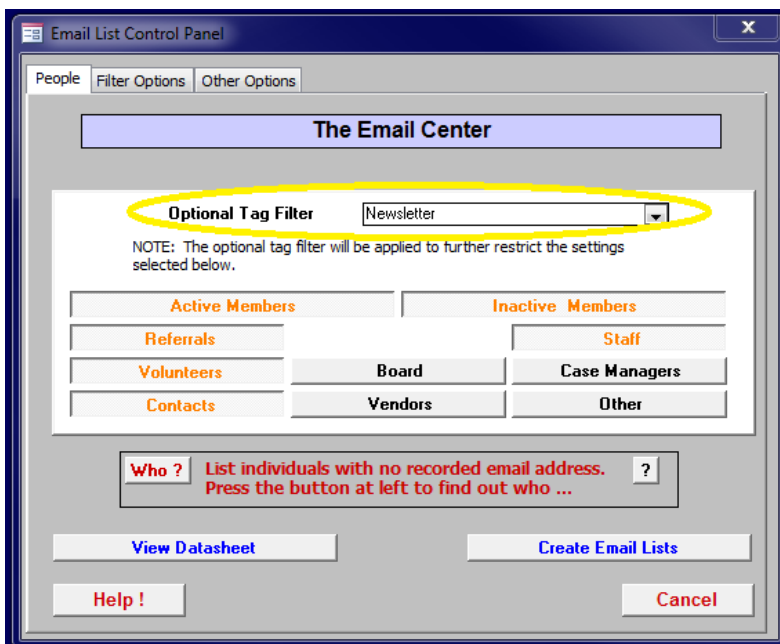 Email List Control Panel
x
People Filter Options Other Options
The Email Center
Optional Tag Filter Newsletter
NOTE: The optional tag filter will be applied to further restrict the settings
selected below.
Active Members Inactive Members
Referrals Staff
Volunteers Board Case Managers
Contacts Vendors Other
Who ? List individuals with no recorded email address. ?
Press the button at left to find out who ...
View Datasheet Create Email Lists
Help ! Cancel